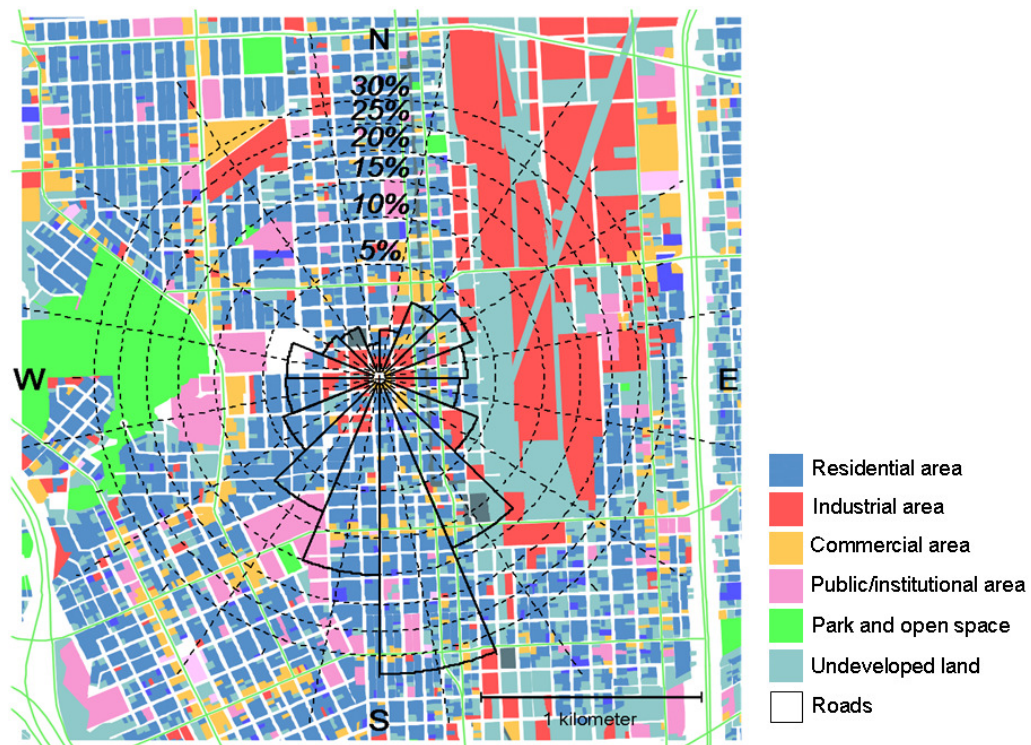 N
30%
25%
20%
15%
10%
5%
W
E
S
1 kilometer
Residential area
Industrial area
Commercial area
Public/institutional area
Park and open space
Undeveloped land
Roads